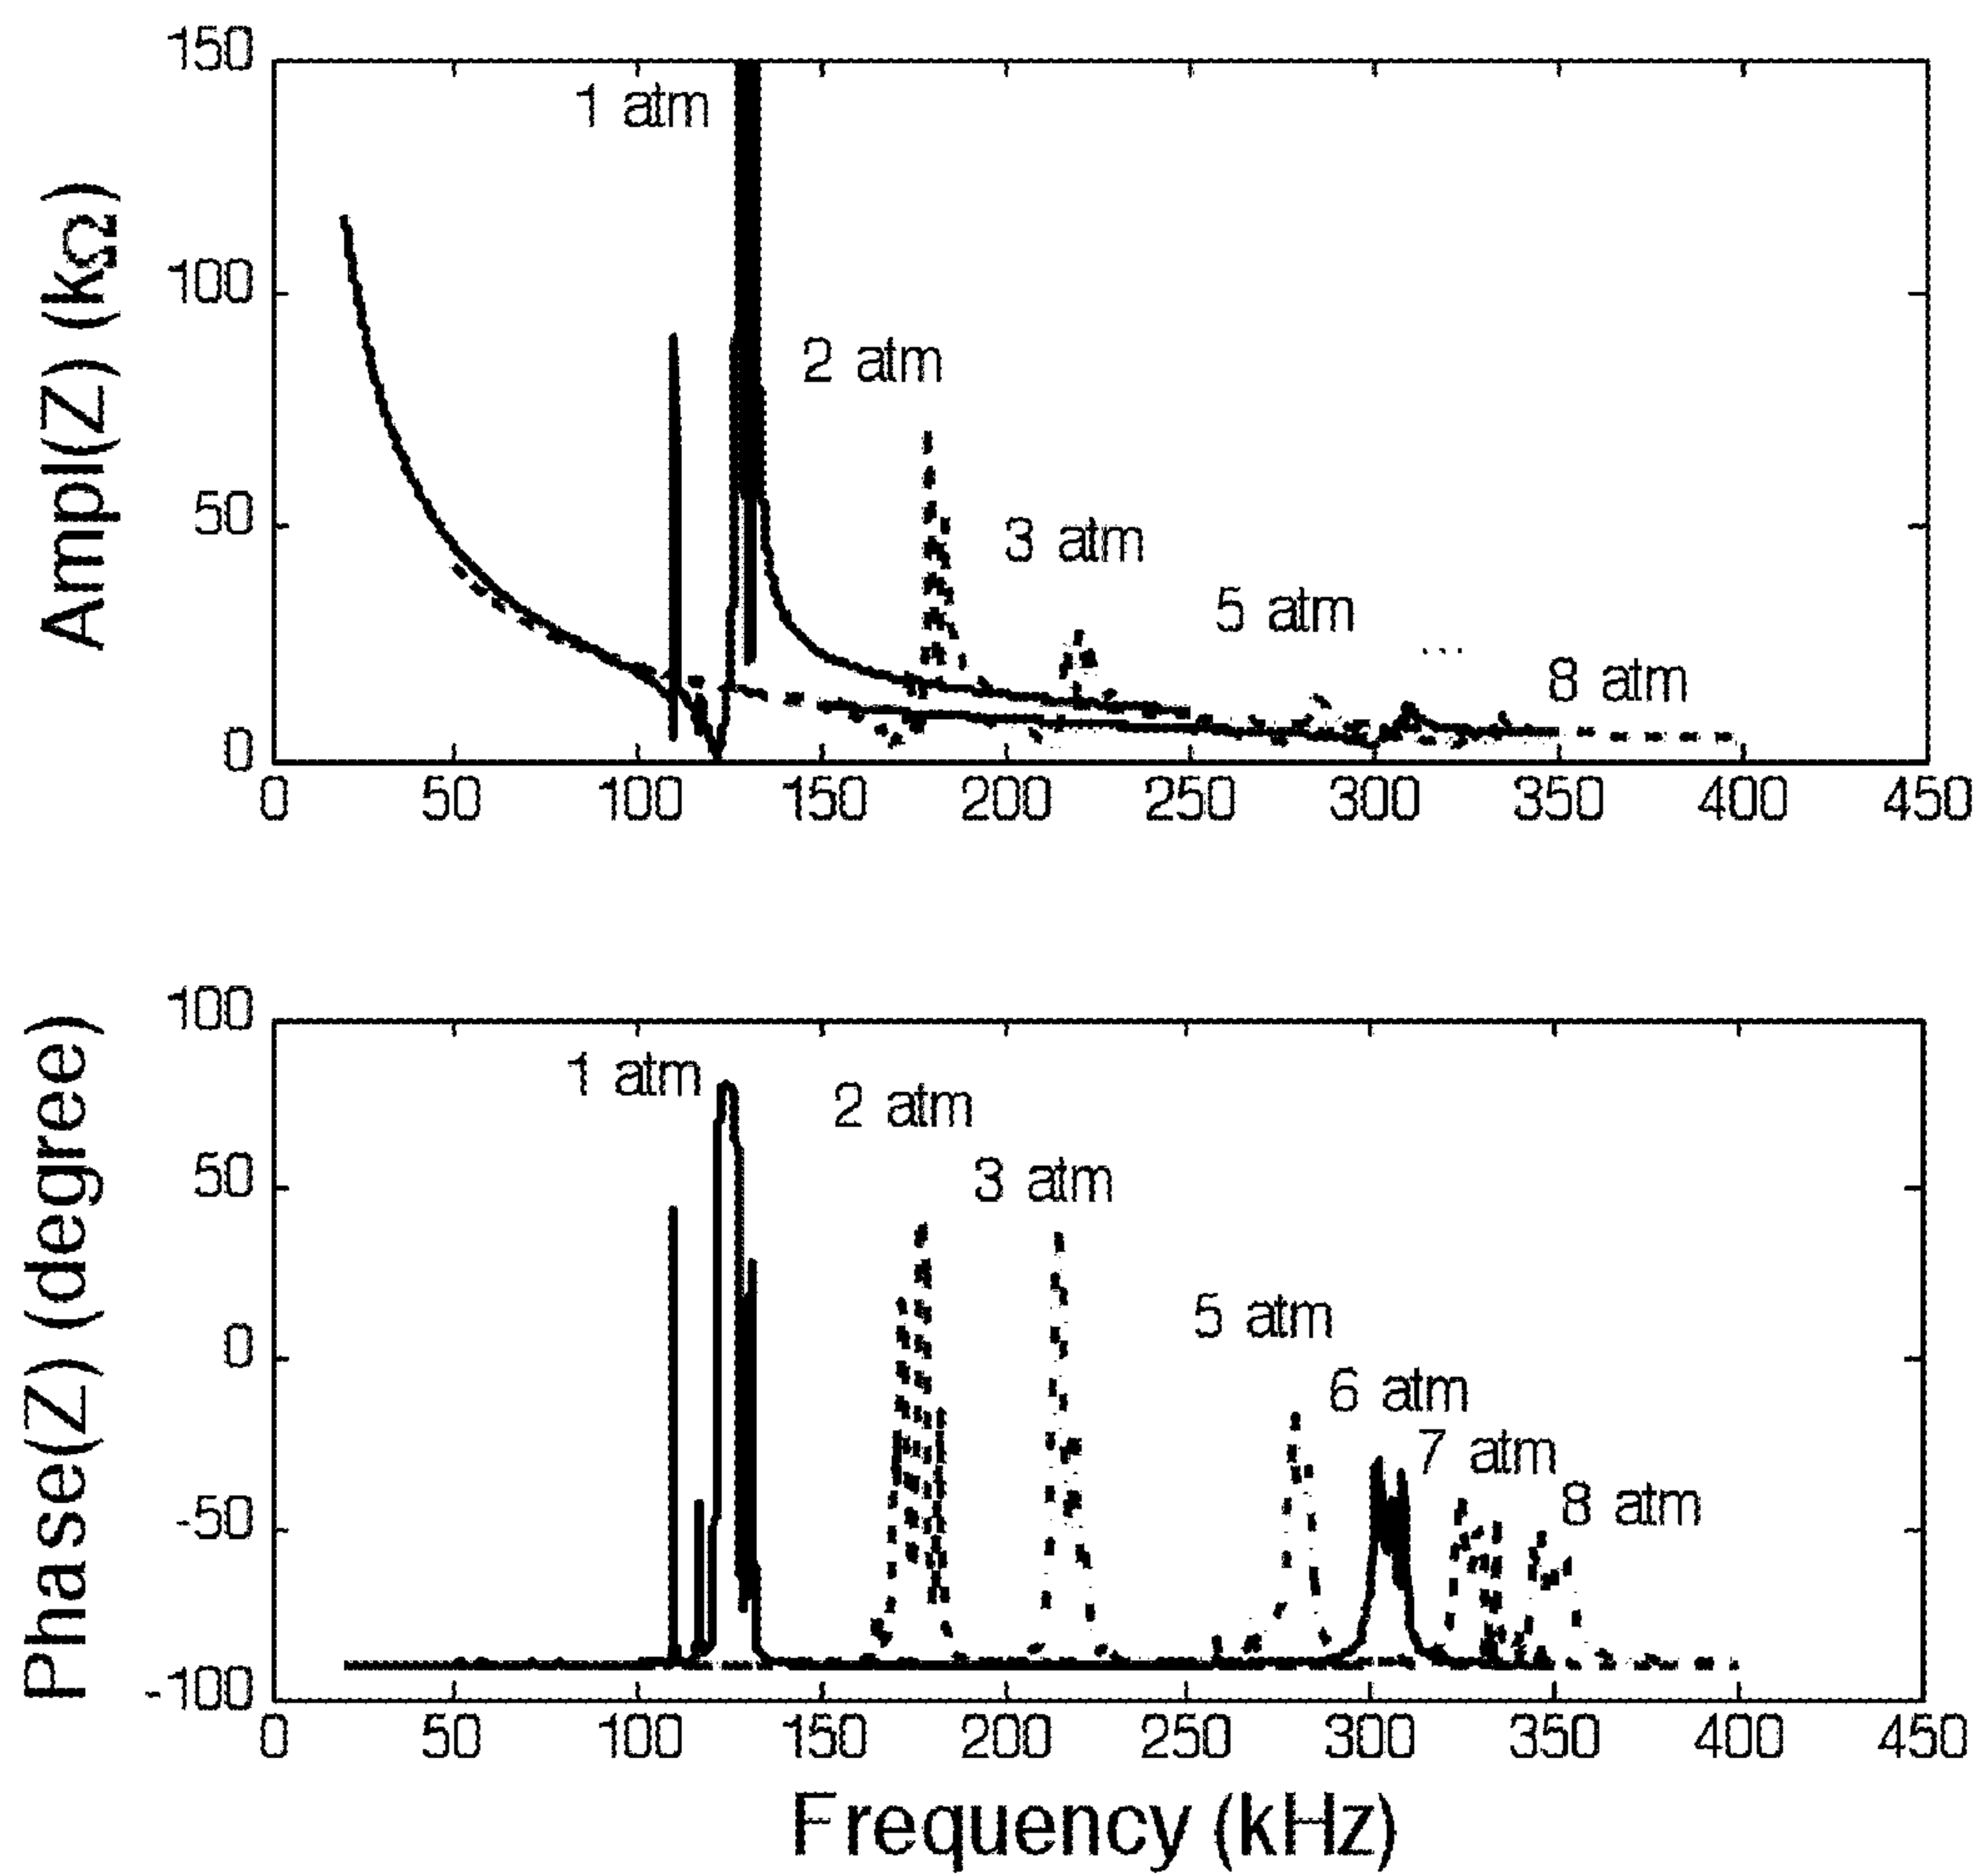 150
100
50
0
Ampl(Z) (kΩ)
1 atm
2 atm
3 atm
5 atm
8 atm
0 50 100 150 200 250 300 350 400 450
100
50
0
-50
-100
Phase(Z) (degree)
1 atm
2 atm
3 atm
5 atm
6 atm
7 atm
8 atm
0 50 100 150 200 250 300 350 400 450
Frequency (kHz)